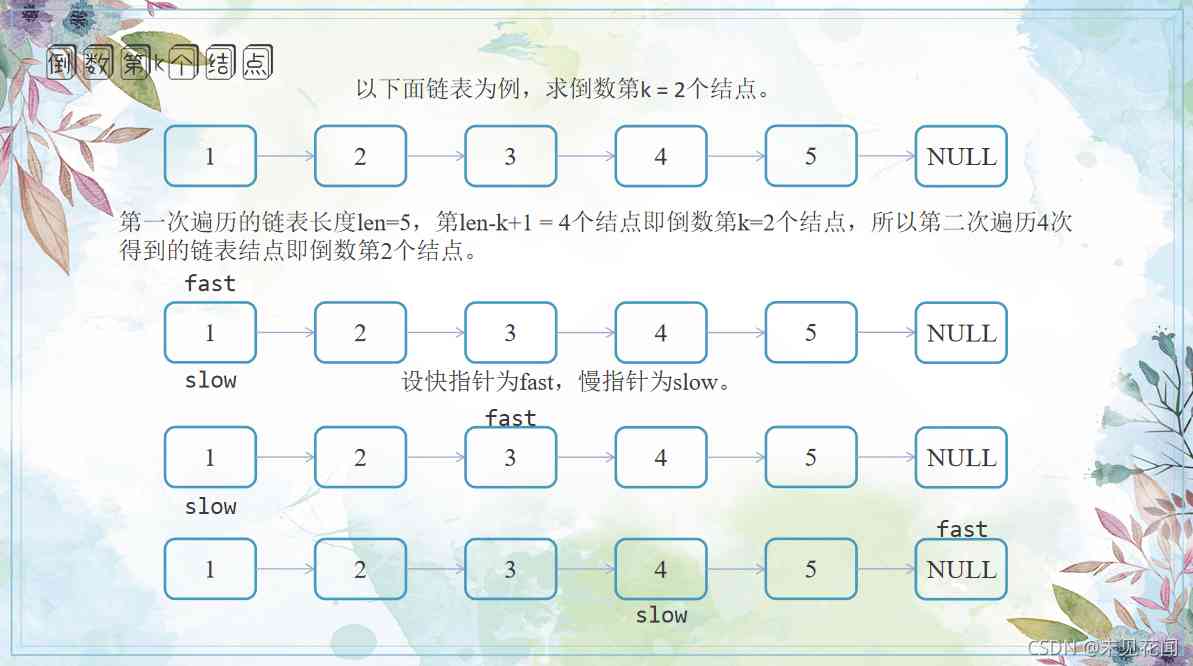 倒数第k个结点
以下面链表为例，求倒数第k = 2个结点。
1 2 3 4 5 NULL
第一次遍历的链表长度len=5，第len-k+1 = 4个结点即倒数第k=2个结点，所以第二次遍历4次
得到的链表结点即倒数第2个结点。
fast
1 2 3 4 5 NULL
slow
设快指针为fast，慢指针为slow。
fast
1 2 3 4 5 NULL
slow
fast
1 2 3 4 5 NULL
slow
CSDN @未见花闻